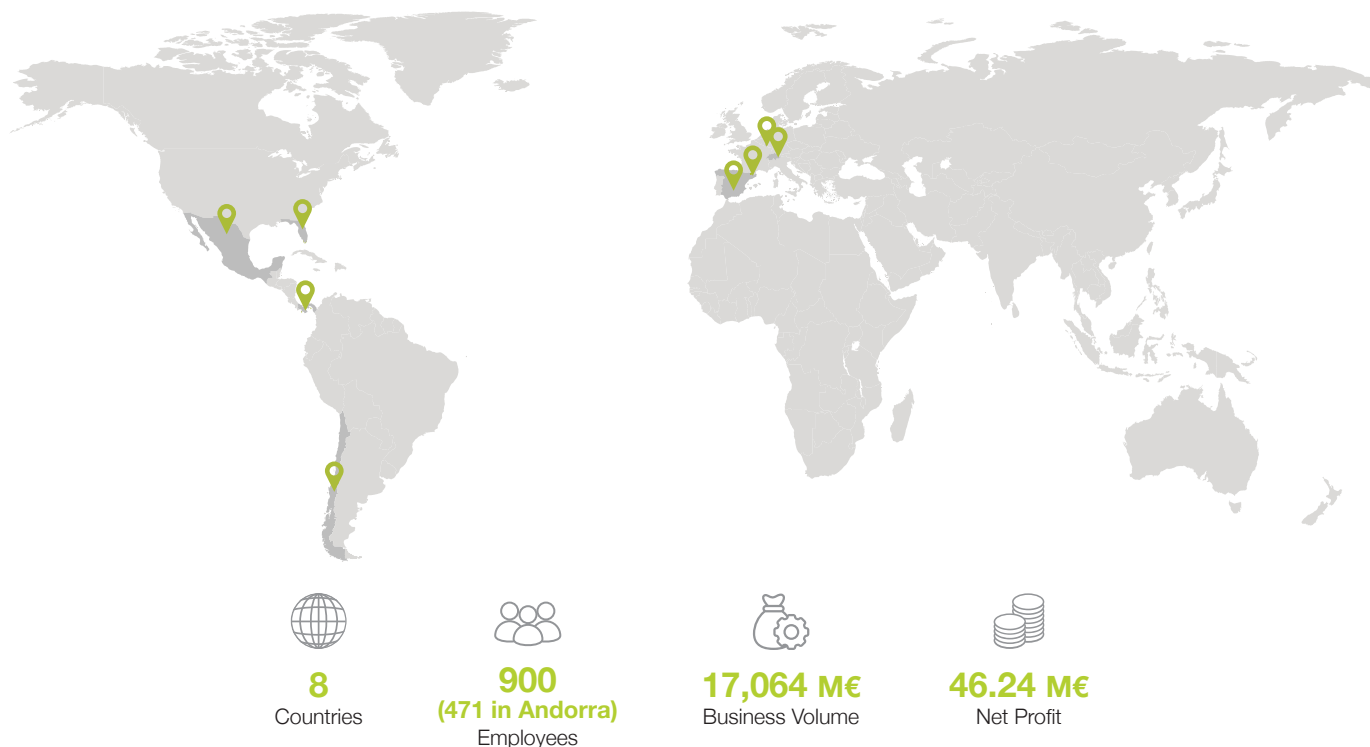 8
Countries
900
(471 in Andorra)
Employees
17,064 M€
Business Volume
46.24 M€
Net Profit